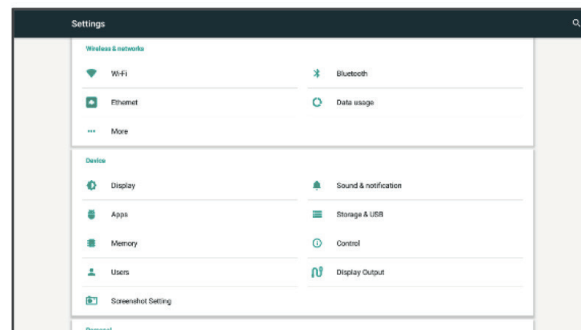 Settings
Wireless & networks
Wi-Fi
Bluetooth
Ethernet
Data usage
More
Device
Display
Sound & notification
Apps
Storage & USB
Memory
Control
Users
Display Output
Screenshot Setting
Personal